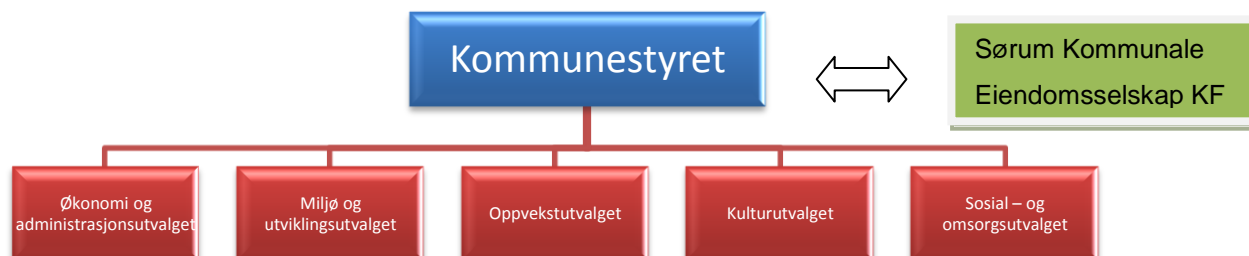 Kommunestyret
Sørum Kommunale
Eiendomsselskap KF
Økonomi og
administrasjonsutvalget
Miljø og
utviklingsutvalget
Oppvekstutvalget
Kulturutvalget
Sosial – og
omsorgsutvalget